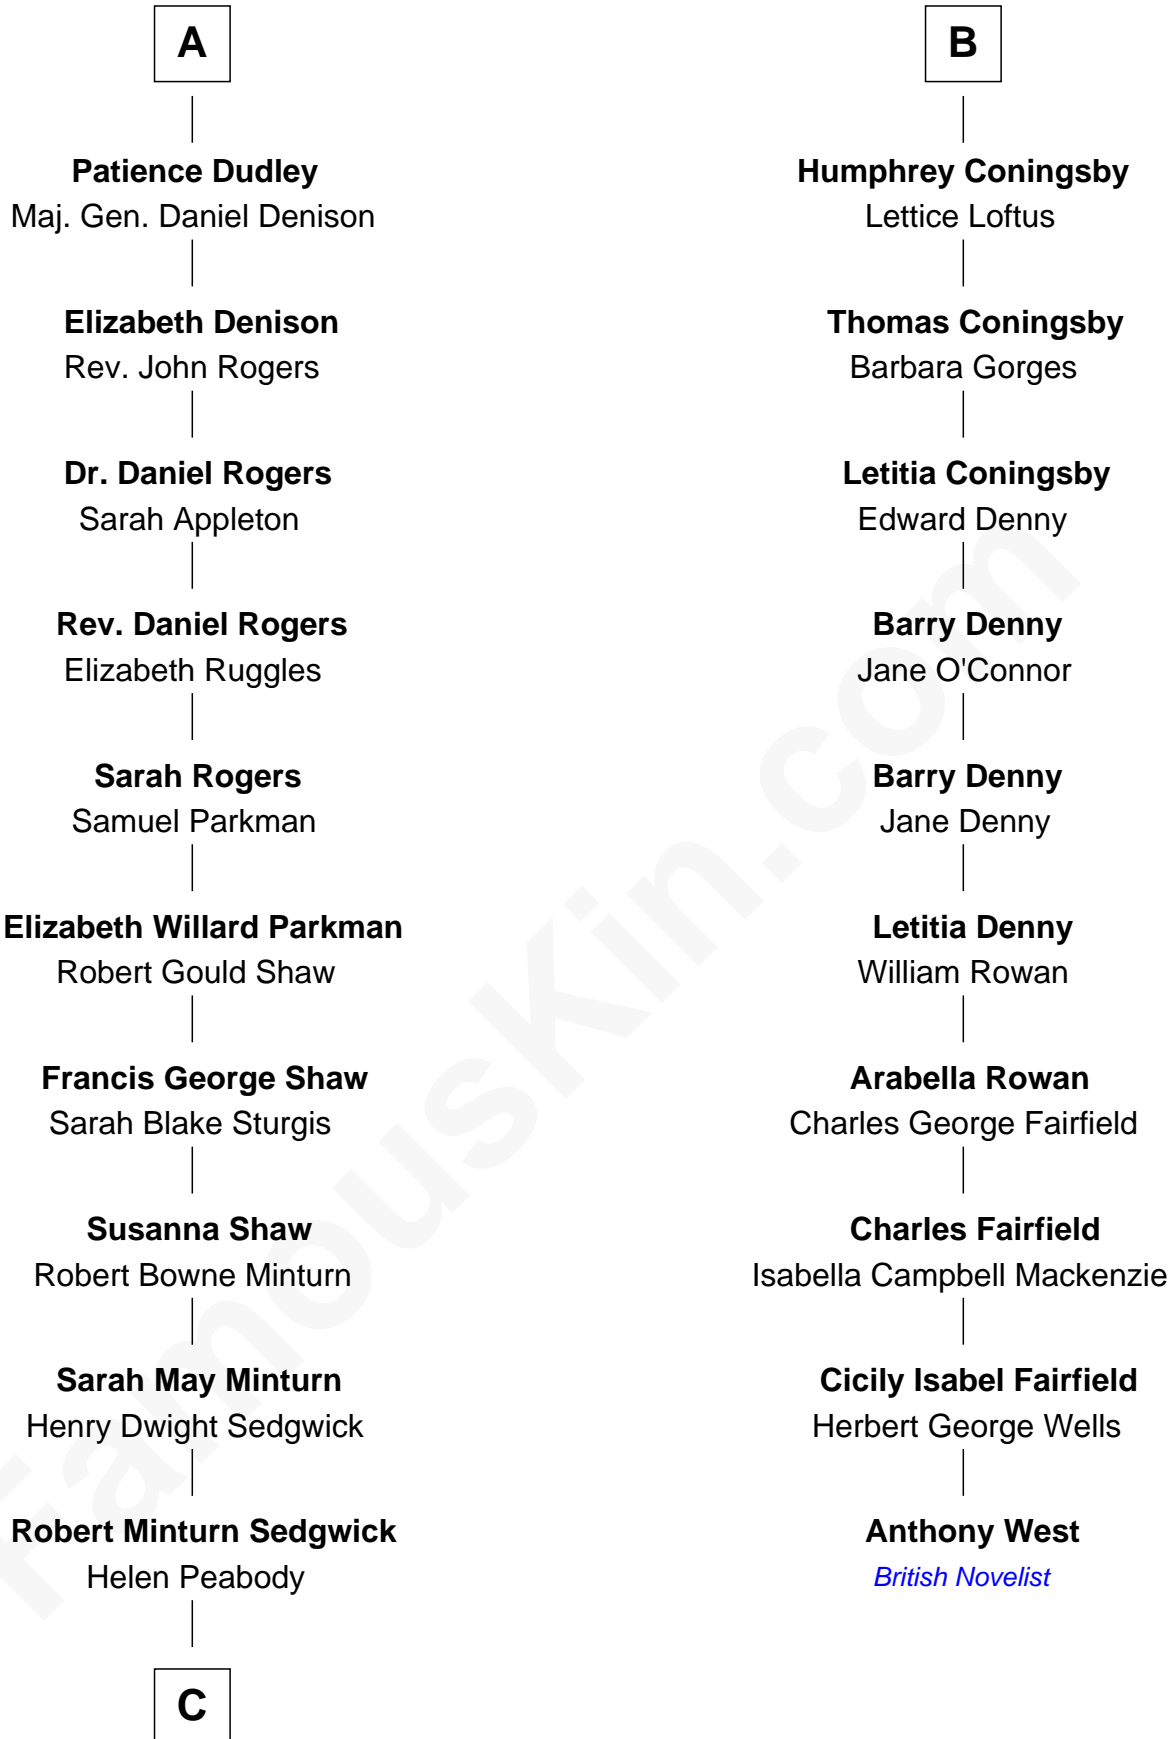 A
Patience Dudley
Maj. Gen. Daniel Denison
Elizabeth Denison
Rev. John Rogers
Dr. Daniel Rogers
Sarah Appleton
Rev. Daniel Rogers
Elizabeth Ruggles
Sarah Rogers
Samuel Parkman
Elizabeth Willard Parkman
Robert Gould Shaw
Francis George Shaw
Sarah Blake Sturgis
Susanna Shaw
Robert Bowne Minturn
Sarah May Minturn
Henry Dwight Sedgwick
Robert Minturn Sedgwick
Helen Peabody
C
B
Humphrey Coningsby
Lettice Loftus
Thomas Coningsby
Barbara Gorges
Letitia Coningsby
Edward Denny
Barry Denny
Jane O'Connor
Barry Denny
Jane Denny
Letitia Denny
William Rowan
Arabella Rowan
Charles George Fairfield
Charles Fairfield
Isabella Campbell Mackenzie
Cicily Isabel Fairfield
Herbert George Wells
Anthony West
British Novelist
FamousKin.com